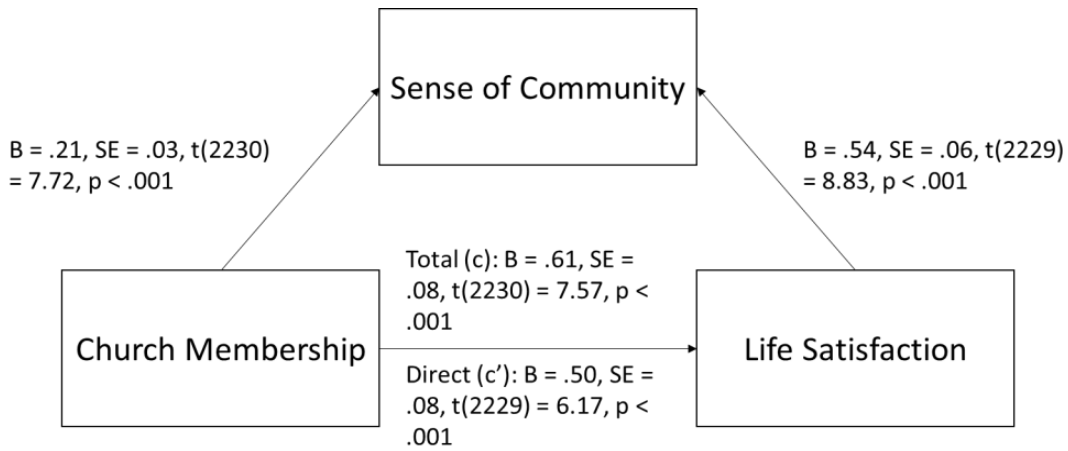 Sense of Community
B = .21, SE = .03, t(2230)
= 7.72, p < .001
B = .54, SE = .06, t(2229)
= 8.83, p < .001
Total (c): B = .61, SE =
.08, t(2230) = 7.57, p <
.001
Church Membership
Life Satisfaction
Direct (c’): B = .50, SE =
.08, t(2229) = 6.17, p <
.001